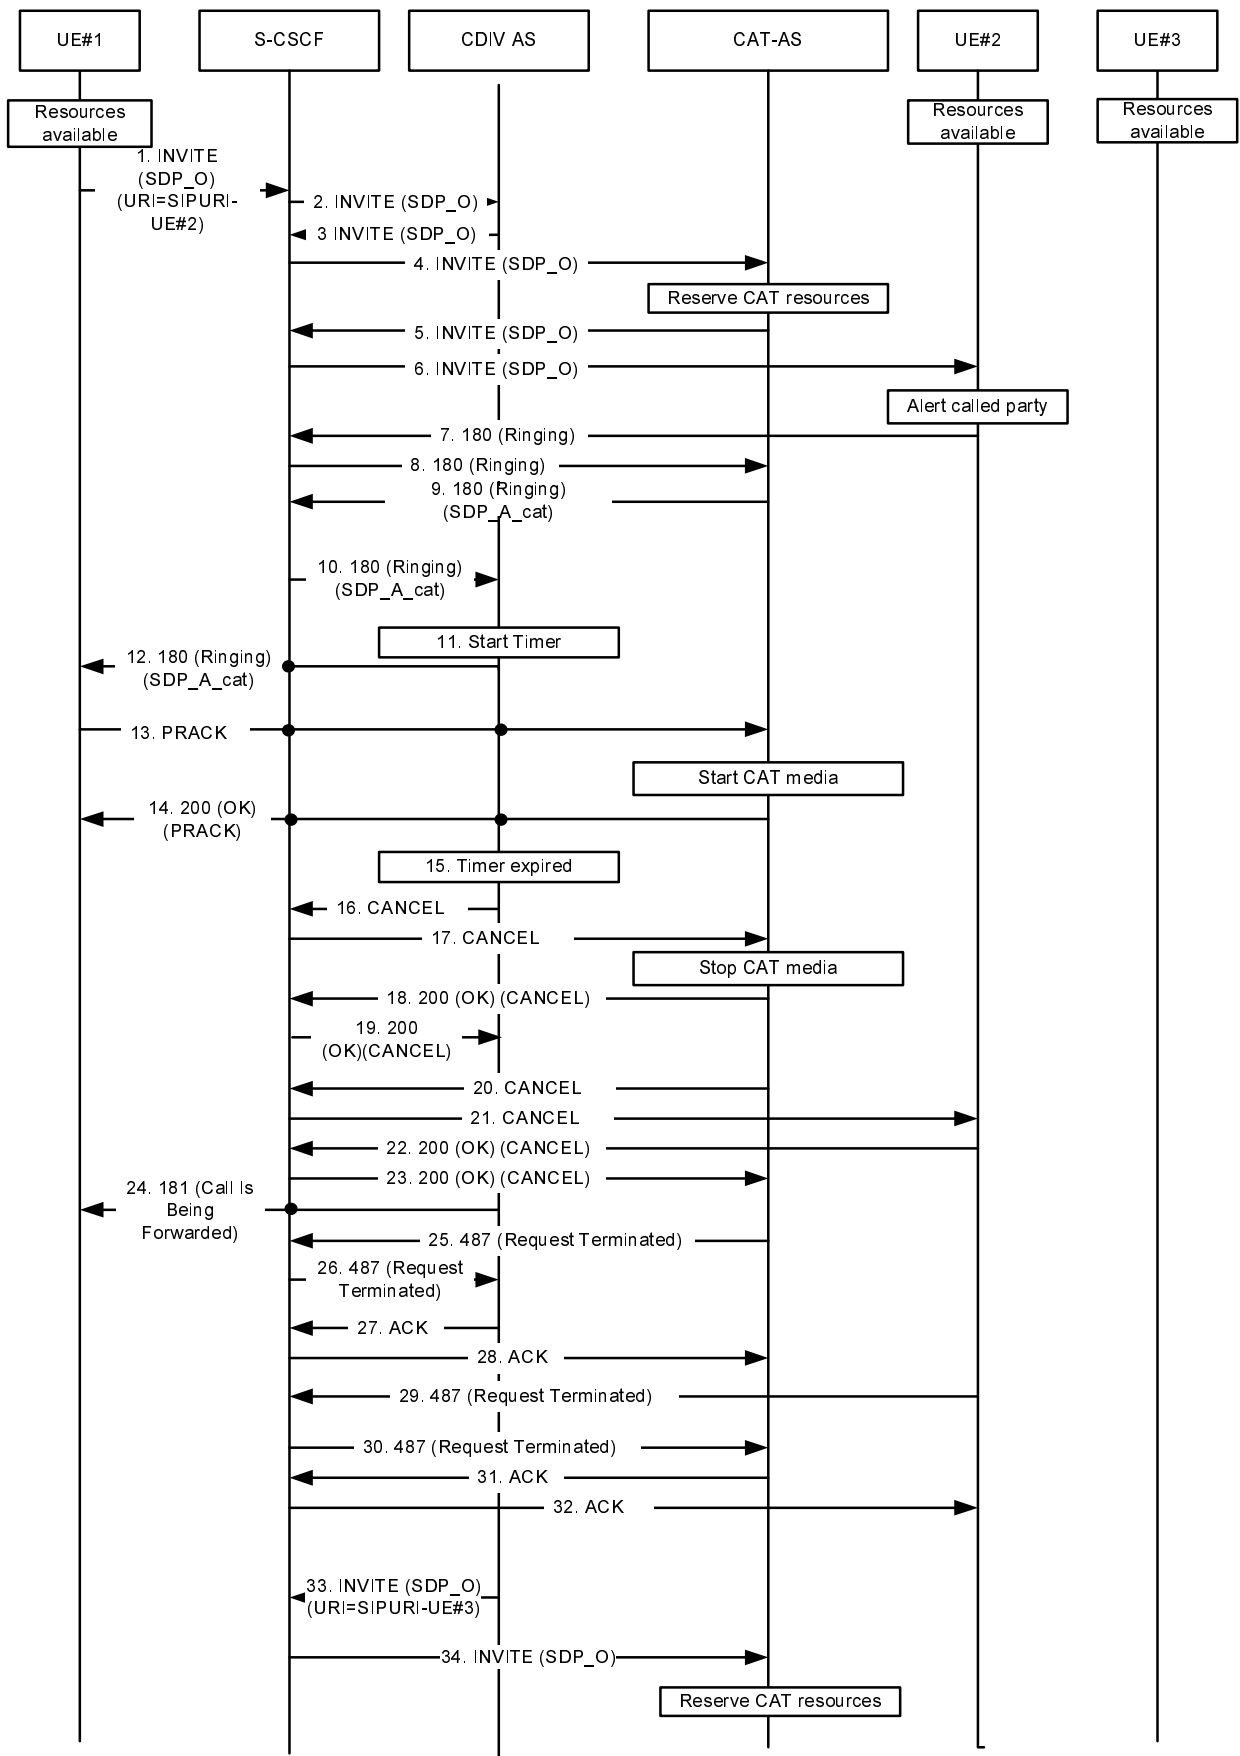 UE#1
S-CSCF
CDIV AS
CAT-AS
UE#2
UE#3
Resources
available
Resources
available
Resources
available
1. INVITE
(SDP_O)
(URI=SIPURI-
UE#2)
2. INVITE (SDP_O)
3 INVITE (SDP_O)
4. INVITE (SDP_O)
Reserve CAT resources
5. INVITE (SDP_O)
6. INVITE (SDP_O)
Alert called party
7. 180 (Ringing)
8. 180 (Ringing)
9. 180 (Ringing)
(SDP_A_cat)
10. 180 (Ringing)
(SDP_A_cat)
11. Start Timer
12. 180 (Ringing)
(SDP_A_cat)
13. PRACK
Start CAT media
14. 200 (OK)
(PRACK)
15. Timer expired
16. CANCEL
17. CANCEL
Stop CAT media
18. 200 (OK) (CANCEL)
19. 200
(OK)(CANCEL)
20. CANCEL
21. CANCEL
22. 200 (OK) (CANCEL)
23. 200 (OK) (CANCEL)
24. 181 (Call Is
Being
Forwarded)
25. 487 (Request Terminated)
26. 487 (Request
Terminated)
27. ACK
28. ACK
29. 487 (Request Terminated)
30. 487 (Request Terminated)
31. ACK
32. ACK
33. INVITE (SDP_O)
(URI=SIPURI-UE#3)
34. INVITE (SDP_O)
Reserve CAT resources